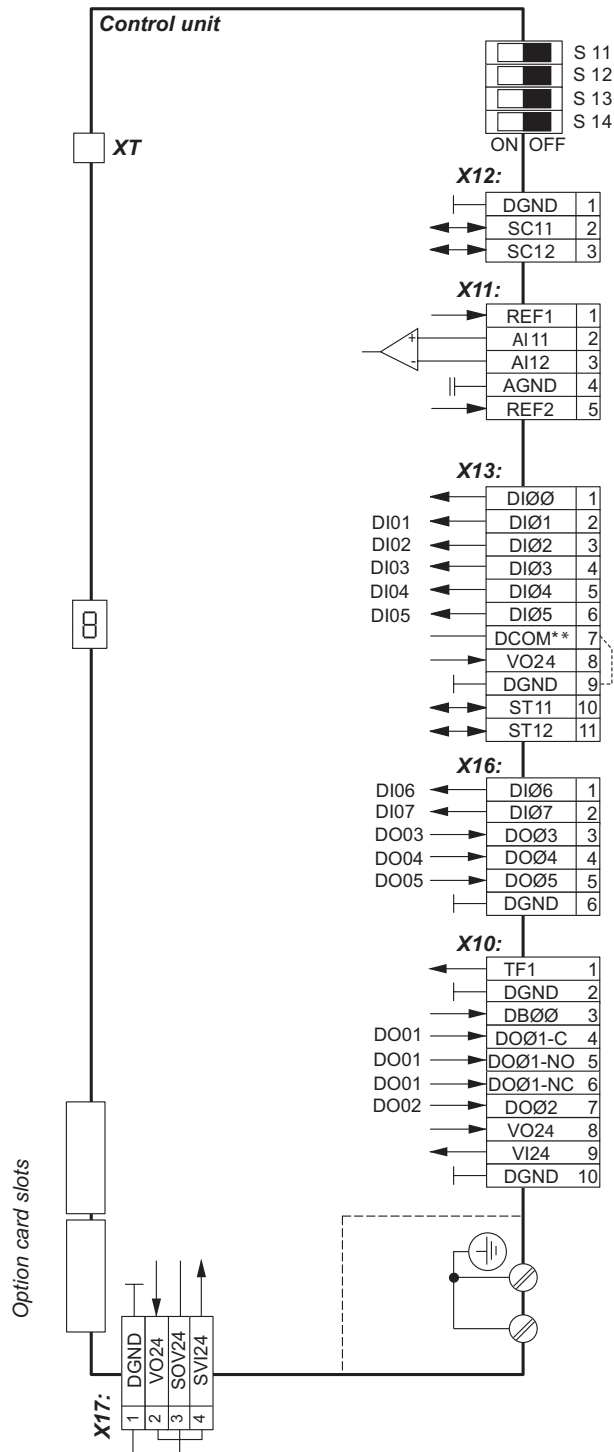 Control unit
S 11
S 12
S 13
S 14
ON OFF
XT
X12:
DGND 1
SC11 2
SC12 3
X11:
REF1 1
+ AI11 2
- AI12 3
AGND 4
REF2 5
X13:
DIØØ 1
DI01 DIØ1 2
DI02 DIØ2 3
DI03 DIØ3 4
DI04 DIØ4 5
DI05 DIØ5 6
DCOM** 7
VO24 8
DGND 9
ST11 10
ST12 11
8
X16:
DI06 DIØ6 1
DI07 DIØ7 2
DO03 DOØ3 3
DO04 DOØ4 4
DO05 DOØ5 5
DGND 6
X10:
TF1 1
DGND 2
DBØØ 3
DO01 DOØ1-C 4
DO01 DOØ1-NO 5
DO01 DOØ1-NC 6
DO02 DOØ2 7
VO24 8
VI24 9
DGND 10
Option card slots
X17:
1 DGND
2 VO24
3 SOV24
4 SVI24